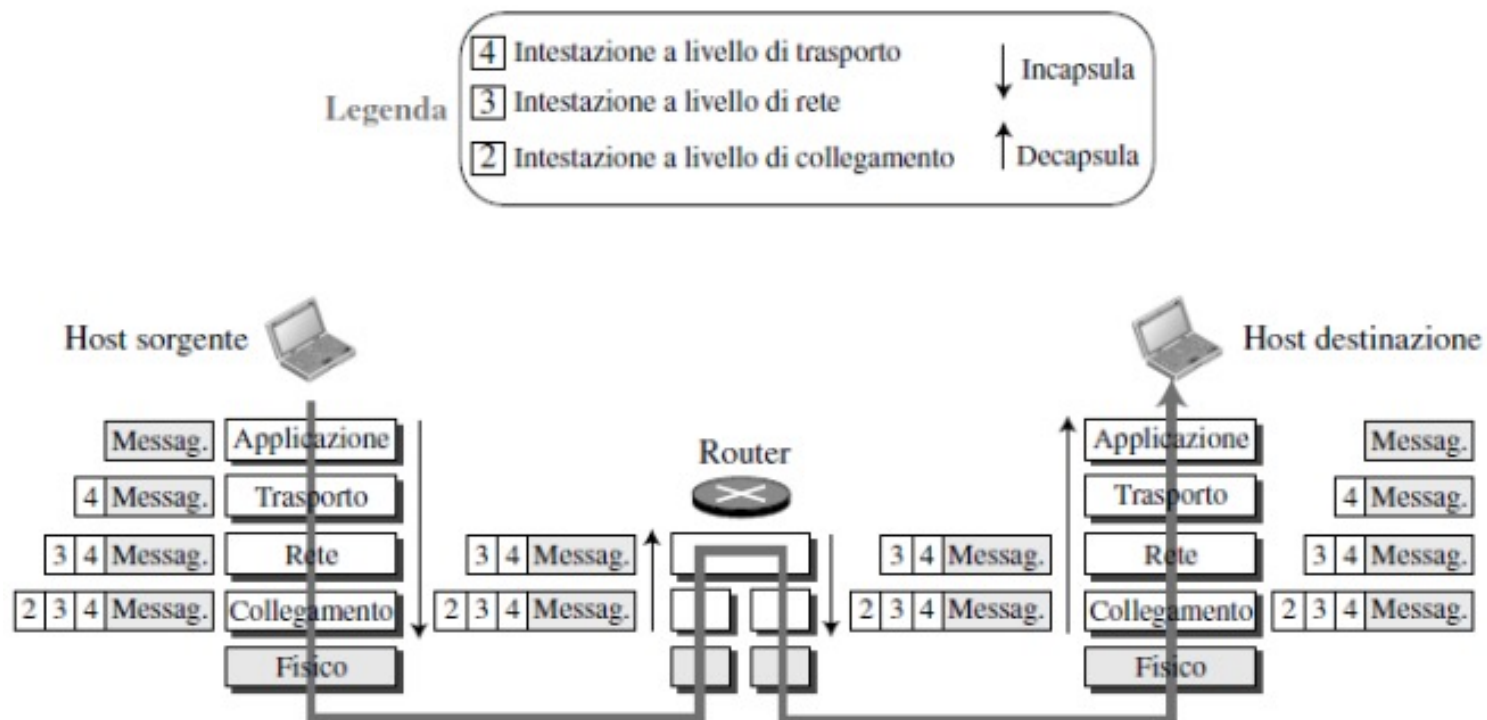 Legenda
4 Intestazione a livello di trasporto
3 Intestazione a livello di rete
2 Intestazione a livello di collegamento
Incapsula
Decapsula
Host sorgente
Host destinazione
Router
Messag. Applicazione
4 Messag. Trasporto
3 4 Messag. Rete
2 3 4 Messag. Collegamento
Fisico
3 4 Messag.
2 3 4 Messag.
3 4 Messag.
2 3 4 Messag.
Applicazione Messag.
Trasporto 4 Messag.
Rete 3 4 Messag.
Collegamento 2 3 4 Messag.
Fisico